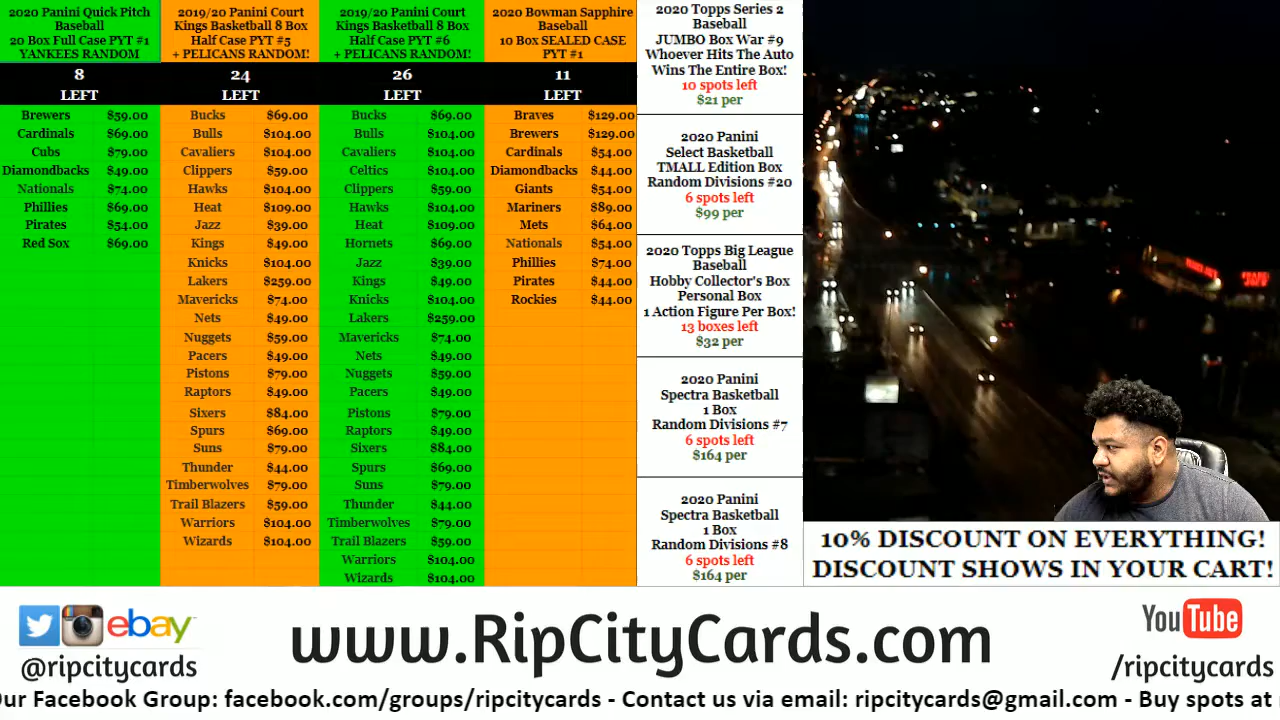 2020 Panini Quick Pitch
Baseball
20 Box Full Case PYT #1
YANKEES RANDOM
8
LEFT
Brewers $59.00
Cardinals $69.00
Cubs $79.00
Diamondbacks $49.00
Nationals $74.00
Phillies $69.00
Pirates $54.00
Red Sox $69.00
2019/20 Panini Court
Kings Basketball 8 Box
Half Case PYT #5
+ PELICANS RANDOM!
24
LEFT
Bucks $69.00
Bulls $104.00
Cavaliers $104.00
Clippers $59.00
Hawks $104.00
Heat $109.00
Jazz $39.00
Kings $49.00
Knicks $104.00
Lakers $259.00
Mavericks $74.00
Nets $49.00
Nuggets $59.00
Pacers $49.00
Pistons $79.00
Raptors $49.00
Sixers $84.00
Spurs $69.00
Suns $79.00
Thunder $44.00
Timberwolves $79.00
Trail Blazers $59.00
Warriors $104.00
Wizards $104.00
2019/20 Panini Court
Kings Basketball 8 Box
Half Case PYT #6
+ PELICANS RANDOM!
26
LEFT
Bucks $69.00
Bulls $104.00
Cavaliers $104.00
Celtics $104.00
Clippers $59.00
Hawks $104.00
Heat $109.00
Hornets $69.00
Jazz $39.00
Kings $49.00
Knicks $104.00
Lakers $259.00
Mavericks $74.00
Nets $49.00
Nuggets $59.00
Pacers $49.00
Pistons $79.00
Raptors $49.00
Sixers $84.00
Spurs $69.00
Suns $79.00
Thunder $44.00
Timberwolves $79.00
Trail Blazers $59.00
Warriors $104.00
Wizards $104.00
2020 Bowman Sapphire
Baseball
10 Box SEALED CASE
PYT #1
11
LEFT
Braves $129.00
Brewers $129.00
Cardinals $54.00
Diamondbacks $44.00
Giants $54.00
Mariners $89.00
Mets $64.00
Nationals $54.00
Phillies $74.00
Pirates $44.00
Rockies $44.00
2020 Topps Series 2
Baseball
JUMBO Box War #9
Whoever Hits The Auto
Wins The Entire Box!
10 spots left
$21 per
2020 Panini
Select Basketball
TMALL Edition Box
Random Divisions #20
6 spots left
$99 per
2020 Topps Big League
Baseball
Hobby Collector's Box
Personal Box
1 Action Figure Per Box!
13 boxes left
$32 per
2020 Panini
Spectra Basketball
1 Box
Random Divisions #7
6 spots left
$164 per
2020 Panini
Spectra Basketball
1 Box
Random Divisions #8
6 spots left
$164 per
10% DISCOUNT ON EVERYTHING!
DISCOUNT SHOWS IN YOUR CART!
ebay
@ripcitycards
www.RipCityCards.com
YouTube
/ripcitycards
Our Facebook Group: facebook.com/groups/ripcitycards - Contact us via email: ripcitycards@gmail.com - Buy spots at